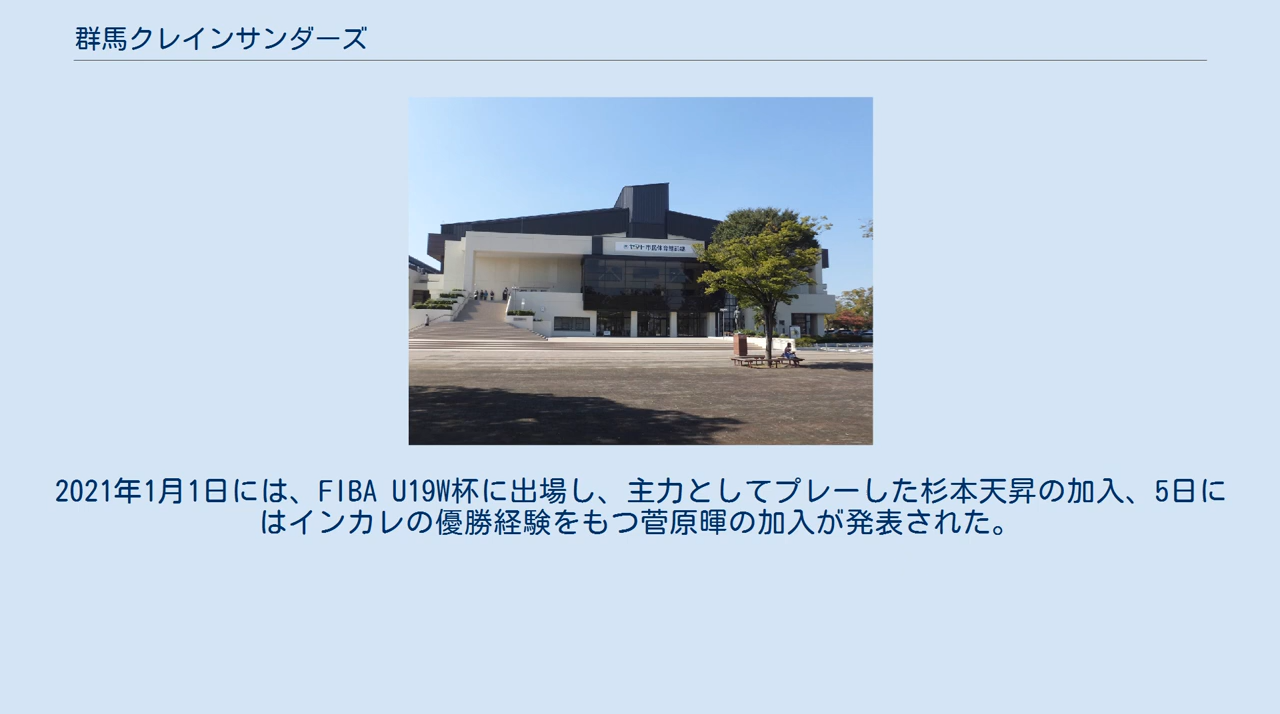 群馬クレインサンダーズ
2021年1月1日には、FIBA U19W杯に出場し、主力としてプレーした杉本天昇の加入、5日に
はインカレの優勝経験をもつ菅原暉の加入が発表された。